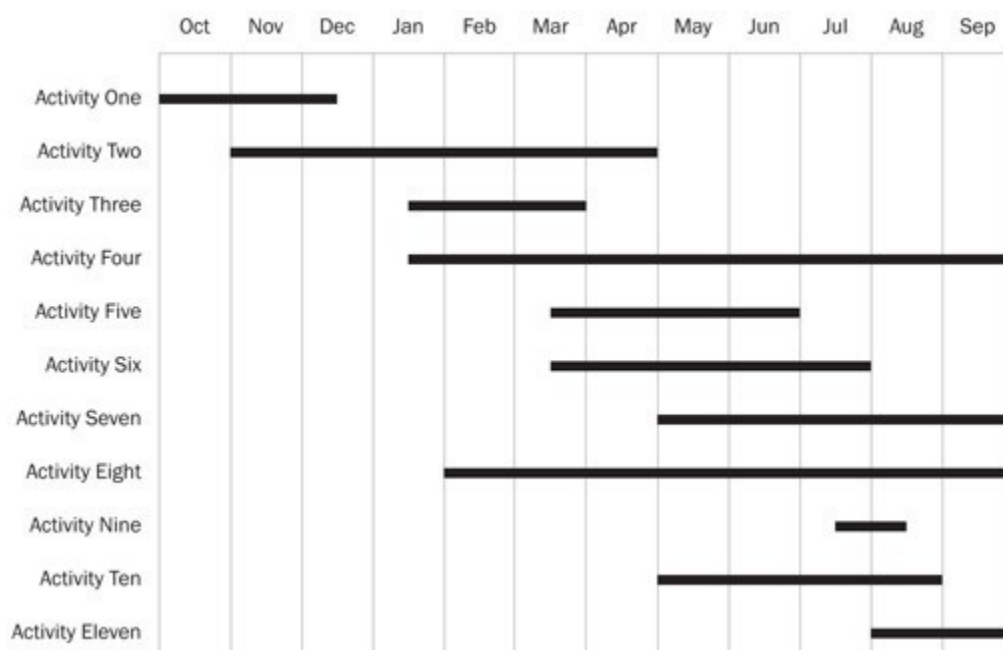 Oct Nov Dec Jan Feb Mar Apr May Jun Jul Aug Sep
Activity One
Activity Two
Activity Three
Activity Four
Activity Five
Activity Six
Activity Seven
Activity Eight
Activity Nine
Activity Ten
Activity Eleven